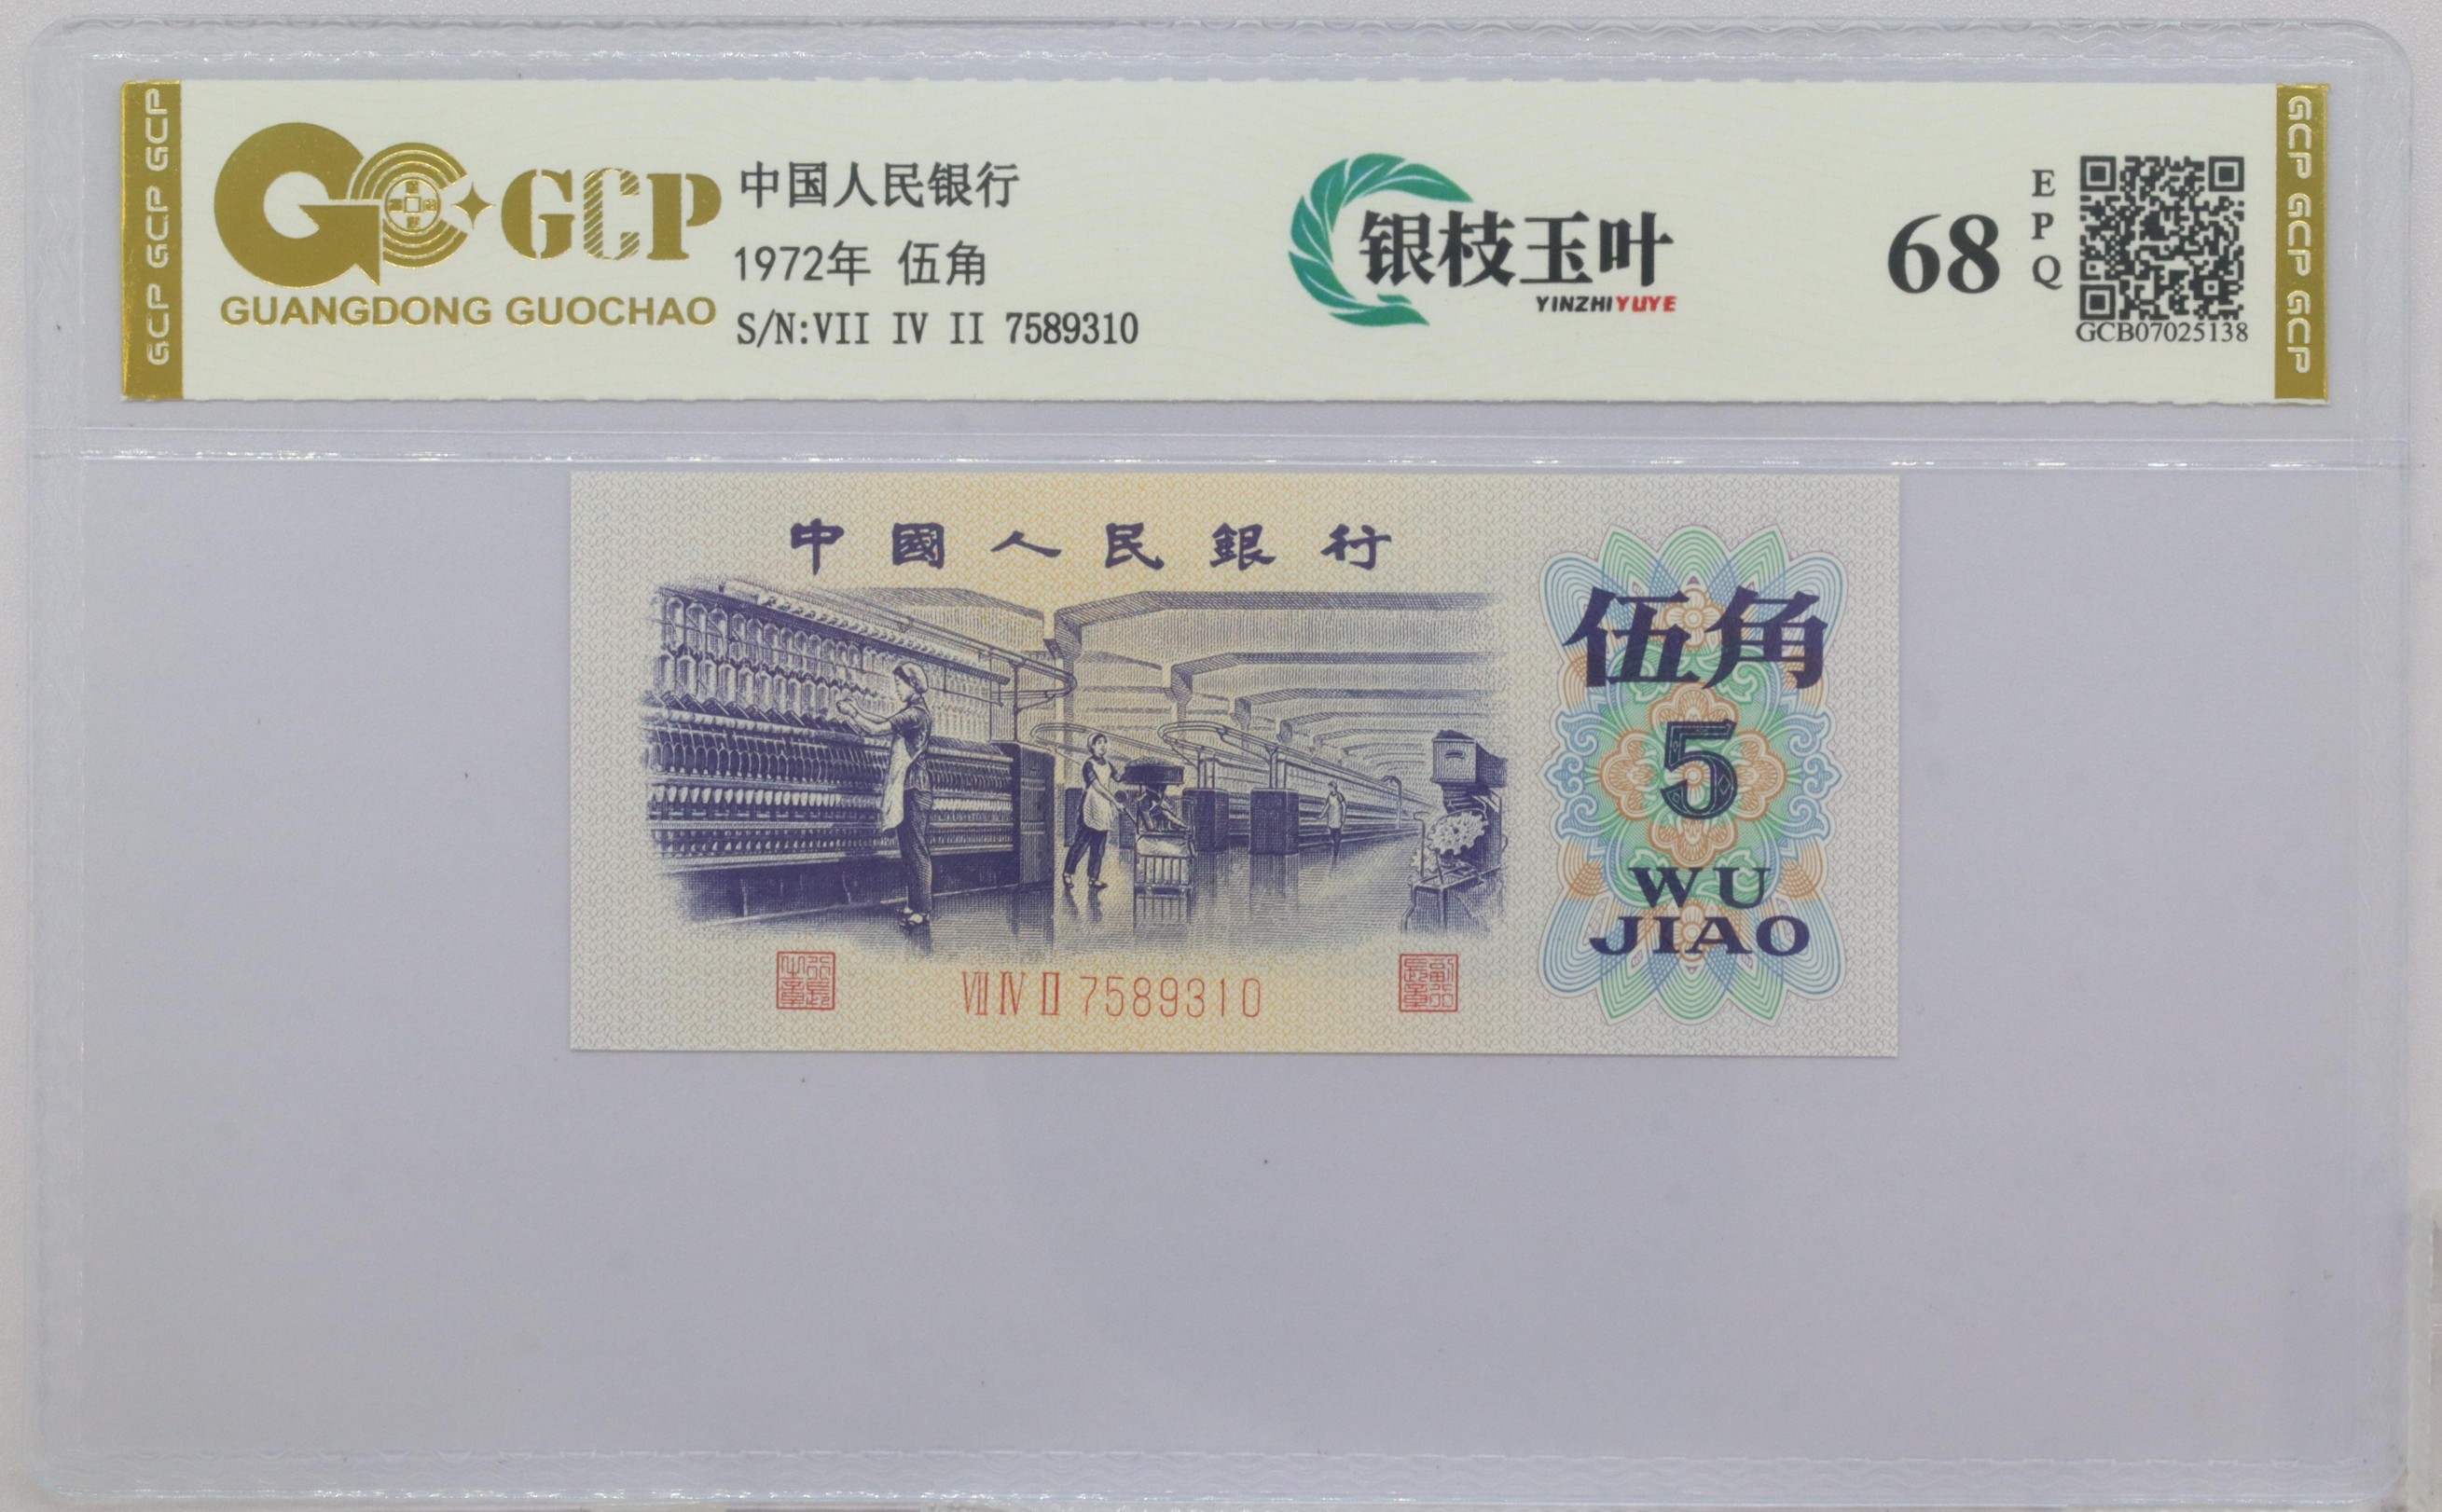 GCP GCP GCP
GCP
GUANGDONG GUOCHAO
中国人民银行
1972年 伍角
S/N:VII IV II 7589310
银枝玉叶
YINZHIYUYE
68
EPQ
GCB07025138
GCP GCP GCP
中國人民銀行
伍角
5
WU
JIAO
VII IV II 7589310